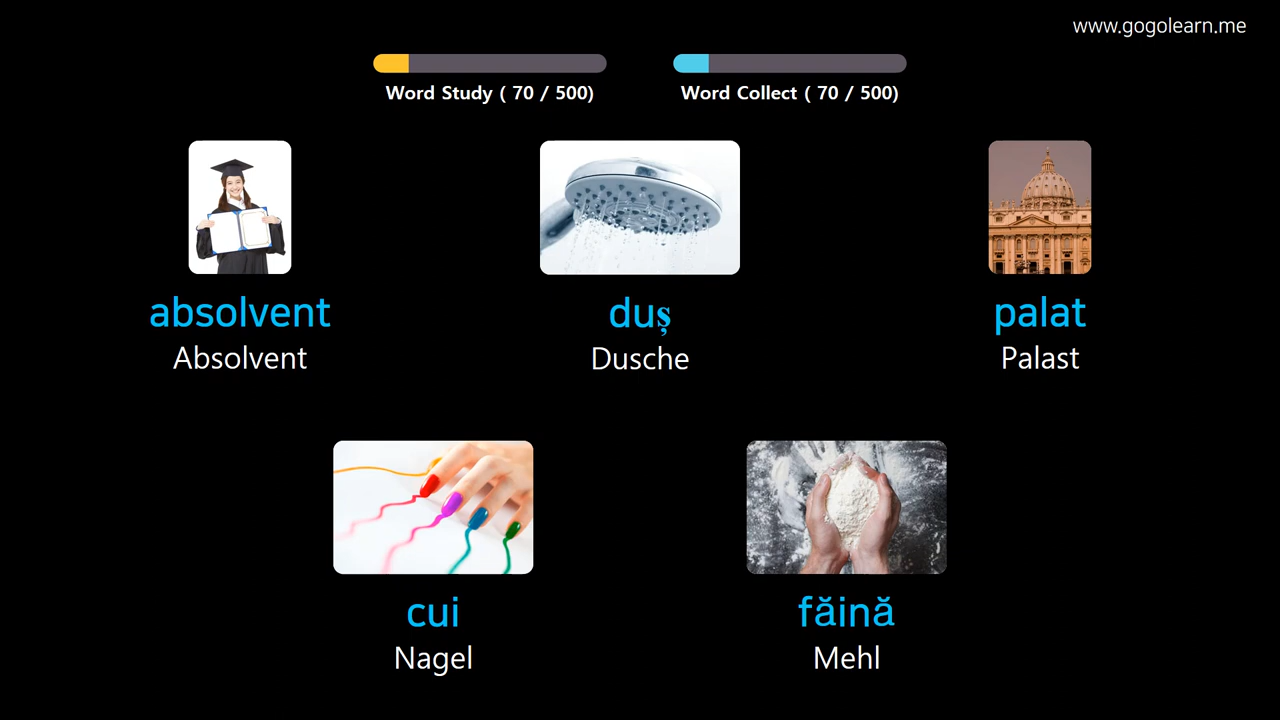 www.gogolearn.me
Word Study ( 70 / 500)
Word Collect ( 70 / 500)
absolvent
Absolvent
duș
Dusche
palat
Palast
cui
Nagel
făină
Mehl